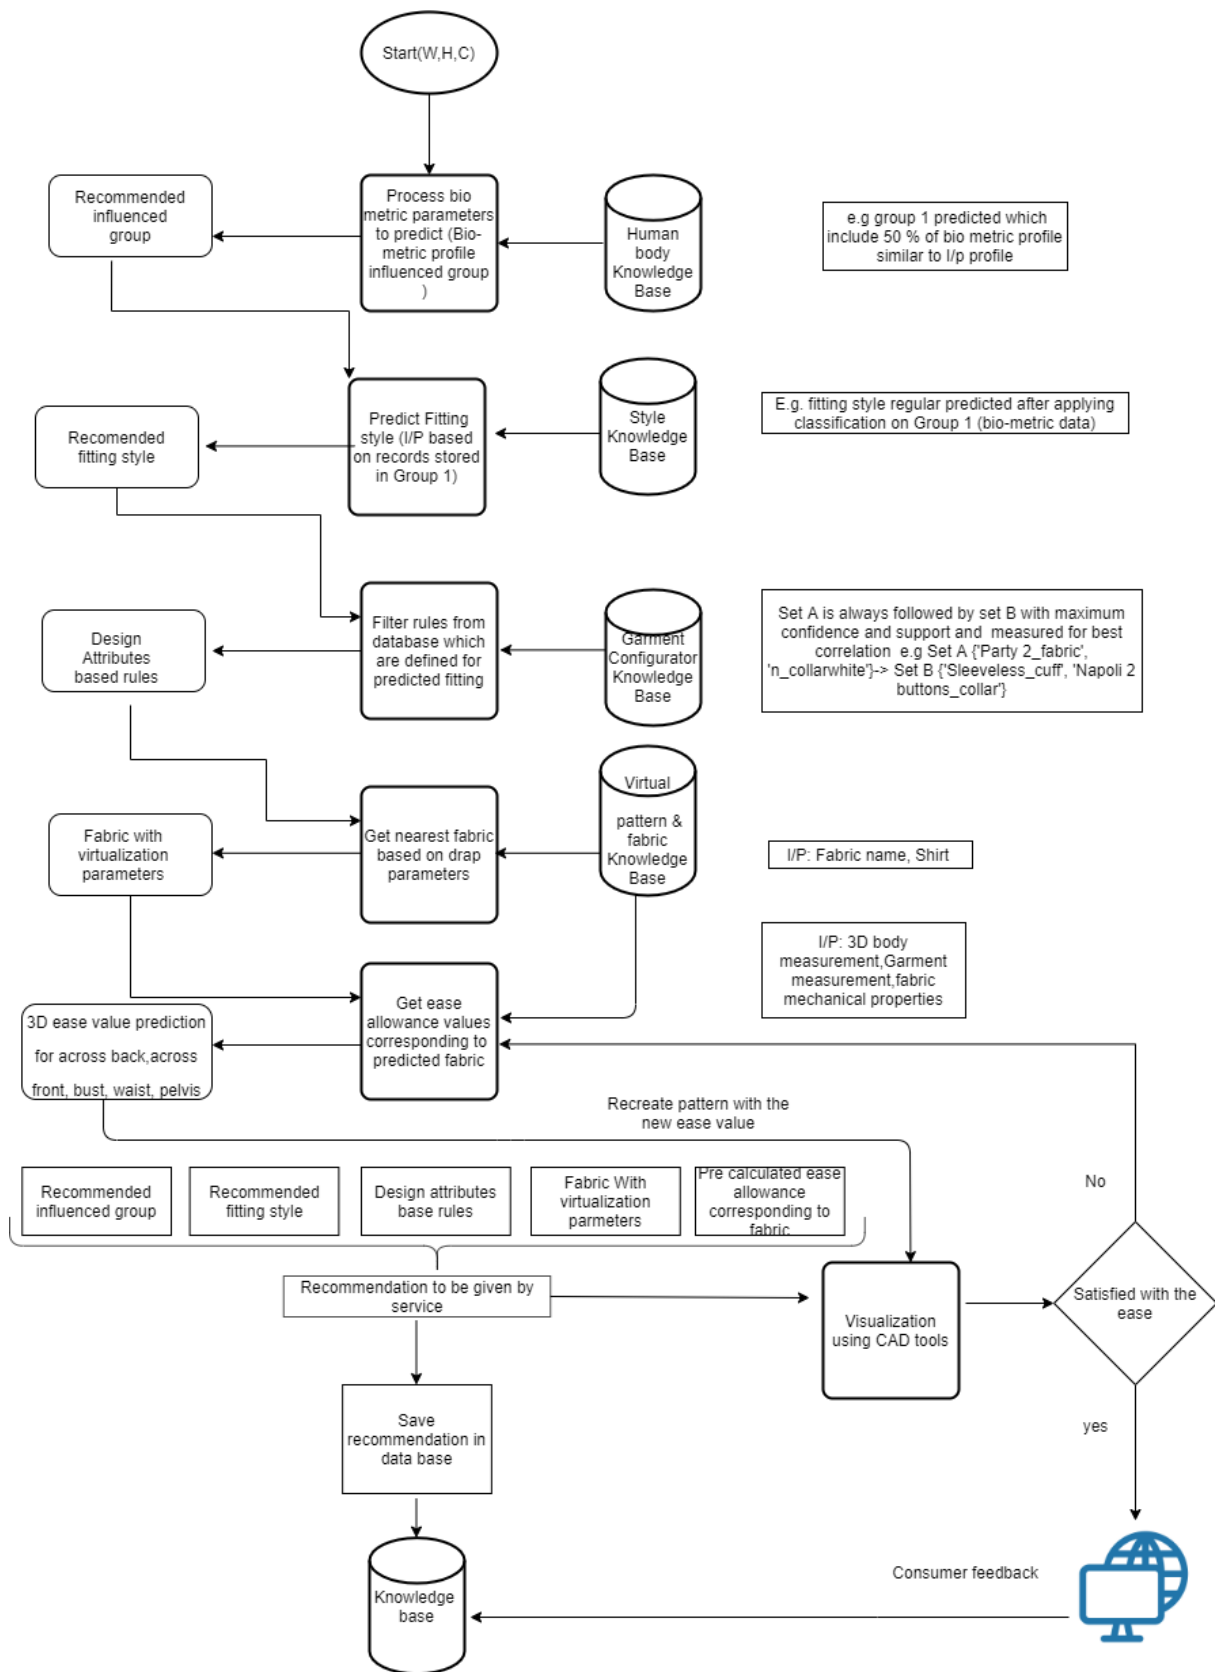 Start(W,H,C)
Recommended
influenced
group
Process bio
metric parameters
to predict (Bio-
metric profile
influenced group
)
Human
body
Knowledge
Base
e.g group 1 predicted which
include 50 % of bio metric profile
similar to I/p profile
Recomended
fitting style
Predict Fitting
style (I/P based
on records stored
in Group 1)
Style
Knowledge
Base
E.g. fitting style regular predicted after applying
classification on Group 1 (bio-metric data)
Design
Attributes
based rules
Filter rules from
database which
are defined for
predicted fitting
Garment
Configurator
Knowledge
Base
Set A is always followed by set B with maximum
confidence and support and measured for best
correlation e.g Set A {'Party 2_fabric',
'n_collarwhite'}-> Set B {'Sleeveless_cuff', 'Napoli 2
buttons_collar'}
Fabric with
virtualization
parameters
Get nearest fabric
based on drap
parameters
Virtual
pattern &
fabric
Knowledge
Base
I/P: Fabric name, Shirt
I/P: 3D body
measurement,Garment
measurement,fabric
mechanical properties
3D ease value prediction
for across back,across
front, bust, waist, pelvis
Get ease
allowance values
corresponding to
predicted fabric
Recreate pattern with the
new ease value
Recommended
influenced group
Recommended
fitting style
Design attributes
base rules
Fabric With
virtualization
parmeters
Pre calculated ease
allowance
corresponding to
fabric
No
Recommendation to be given by
service
Visualization
using CAD tools
Satisfied with the
ease
yes
Save
recommendation in
data base
Knowledge
base
Consumer feedback